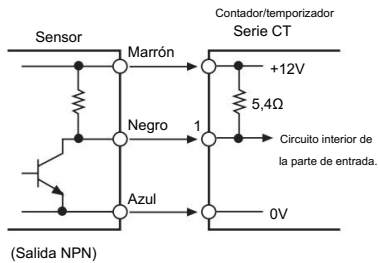 Contador/temporizador
Sensor
Serie CT
Marrón
+12V
5,4Ω
Negro
1
Circuito interior de
la parte de entrada.
Azul
0V
(Salida NPN)